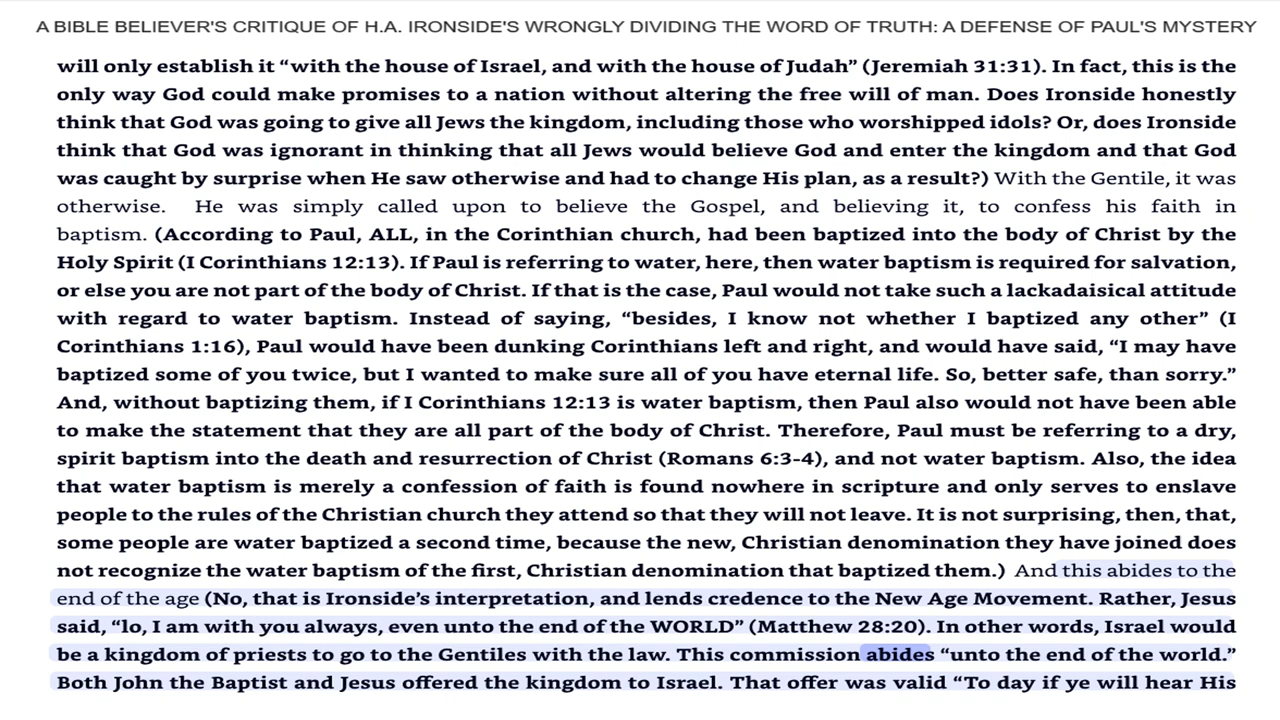 A BIBLE BELIEVER'S CRITIQUE OF H.A. IRONSIDE'S WRONGLY DIVIDING THE WORD OF TRUTH: A DEFENSE OF PAUL'S MYSTERY
will only establish it “with the house of Israel, and with the house of Judah” (Jeremiah 31:31). In fact, this is the
only way God could make promises to a nation without altering the free will of man. Does Ironside honestly
think that God was going to give all Jews the kingdom, including those who worshipped idols? Or, does Ironside
think that God was ignorant in thinking that all Jews would believe God and enter the kingdom and that God
was caught by surprise when He saw otherwise and had to change His plan, as a result?) With the Gentile, it was
otherwise. He was simply called upon to believe the Gospel, and believing it, to confess his faith in
baptism. (According to Paul, ALL, in the Corinthian church, had been baptized into the body of Christ by the
Holy Spirit (I Corinthians 12:13). If Paul is referring to water, here, then water baptism is required for salvation,
or else you are not part of the body of Christ. If that is the case, Paul would not take such a lackadaisical attitude
with regard to water baptism. Instead of saying, “besides, I know not whether I baptized any other” (I
Corinthians 1:16), Paul would have been dunking Corinthians left and right, and would have said, “I may have
baptized some of you twice, but I wanted to make sure all of you have eternal life. So, better safe, than sorry.”
And, without baptizing them, if I Corinthians 12:13 is water baptism, then Paul also would not have been able
to make the statement that they are all part of the body of Christ. Therefore, Paul must be referring to a dry,
spirit baptism into the death and resurrection of Christ (Romans 6:3-4), and not water baptism. Also, the idea
that water baptism is merely a confession of faith is found nowhere in scripture and only serves to enslave
people to the rules of the Christian church they attend so that they will not leave. It is not surprising, then, that,
some people are water baptized a second time, because the new, Christian denomination they have joined does
not recognize the water baptism of the first, Christian denomination that baptized them.) And this abides to the
end of the age (No, that is Ironside’s interpretation, and lends credence to the New Age Movement. Rather, Jesus
said, “lo, I am with you always, even unto the end of the WORLD” (Matthew 28:20). In other words, Israel would
be a kingdom of priests to go to the Gentiles with the law. This commission abides “unto the end of the world.”
Both John the Baptist and Jesus offered the kingdom to Israel. That offer was valid “To day if ye will hear His